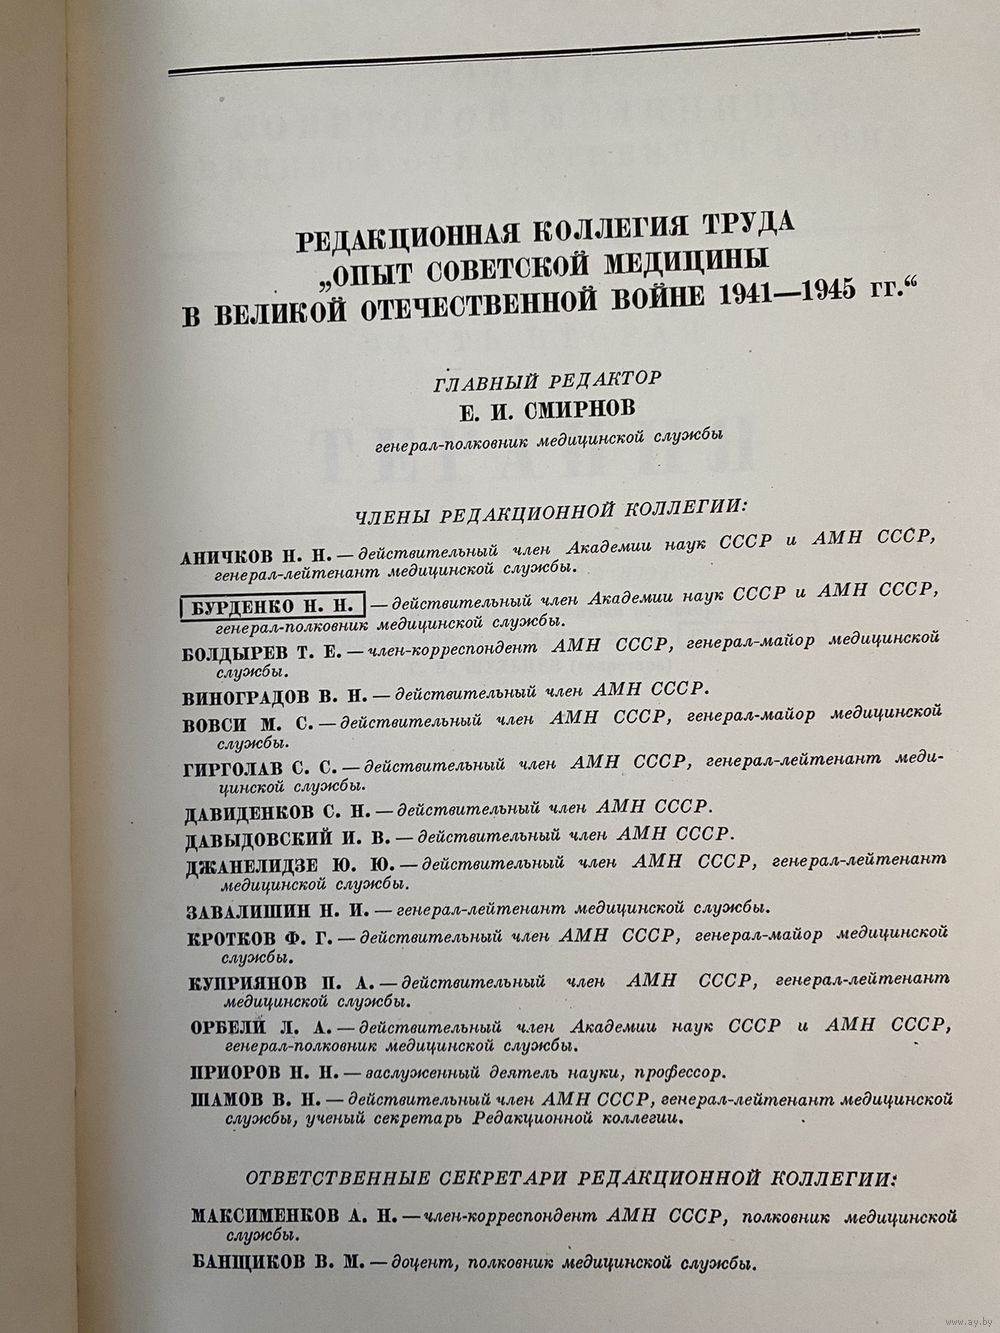 РЕДАКЦИОННАЯ КОЛЛЕГИЯ ТРУДА
„ОПЫТ СОВЕТСКОЙ МЕДИЦИНЫ
В ВЕЛИКОЙ ОТЕЧЕСТВЕННОЙ ВОЙНЕ 1941—1945 гг.“
ГЛАВНЫЙ РЕДАКТОР
Е. И. СМИРНОВ
генерал-полковник медицинской службы
ЧЛЕНЫ РЕДАКЦИОННОЙ КОЛЛЕГИИ:
АНИЧКОВ Н. Н. — действительный член Академии наук СССР и АМН СССР,
генерал-лейтенант медицинской службы.
БУРДЕНКО Н. Н. — действительный член Академии наук СССР и АМН СССР,
генерал-полковник медицинской службы.
БОЛДЫРЕВ Т. Е. — член-корреспондент АМН СССР, генерал-майор медицинской
службы.
ВИНОГРАДОВ В. Н. — действительный член АМН СССР.
ВОВСИ М. С. — действительный член АМН СССР, генерал-майор медицинской
службы.
ГИРГОЛАВ С. С. — действительный член АМН СССР, генерал-лейтенант меди-
цинской службы.
ДАВИДЕНКОВ С. Н. — действительный член АМН СССР.
ДАВЫДОВСКИЙ И. В. — действительный член АМН СССР.
ДЖАНЕЛИДЗЕ Ю. Ю. — действительный член АМН СССР, генерал-лейтенант
медицинской службы.
ЗАВАЛИШИН Н. И. — генерал-лейтенант медицинской службы.
КРОТКОВ Ф. Г. — действительный член АМН СССР, генерал-майор медицинской
службы.
КУПРИЯНОВ П. А. — действительный член АМН СССР, генерал-лейтенант
медицинской службы.
ОРБЕЛИ Л. А. — действительный член Академии наук СССР и АМН СССР,
генерал-полковник медицинской службы.
ПРИОРОВ Н. Н. — заслуженный деятель науки, профессор.
ШАМОВ В. Н. — действительный член АМН СССР, генерал-лейтенант медицинской
службы, ученый секретарь Редакционной коллегии.
ОТВЕТСТВЕННЫЕ СЕКРЕТАРИ РЕДАКЦИОННОЙ КОЛЛЕГИИ:
МАКСИМЕНКОВ А. Н. — член-корреспондент АМН СССР, полковник медицинской
службы.
БАНЩИКОВ В. М. — доцент, полковник медицинской службы.
www.ay.by